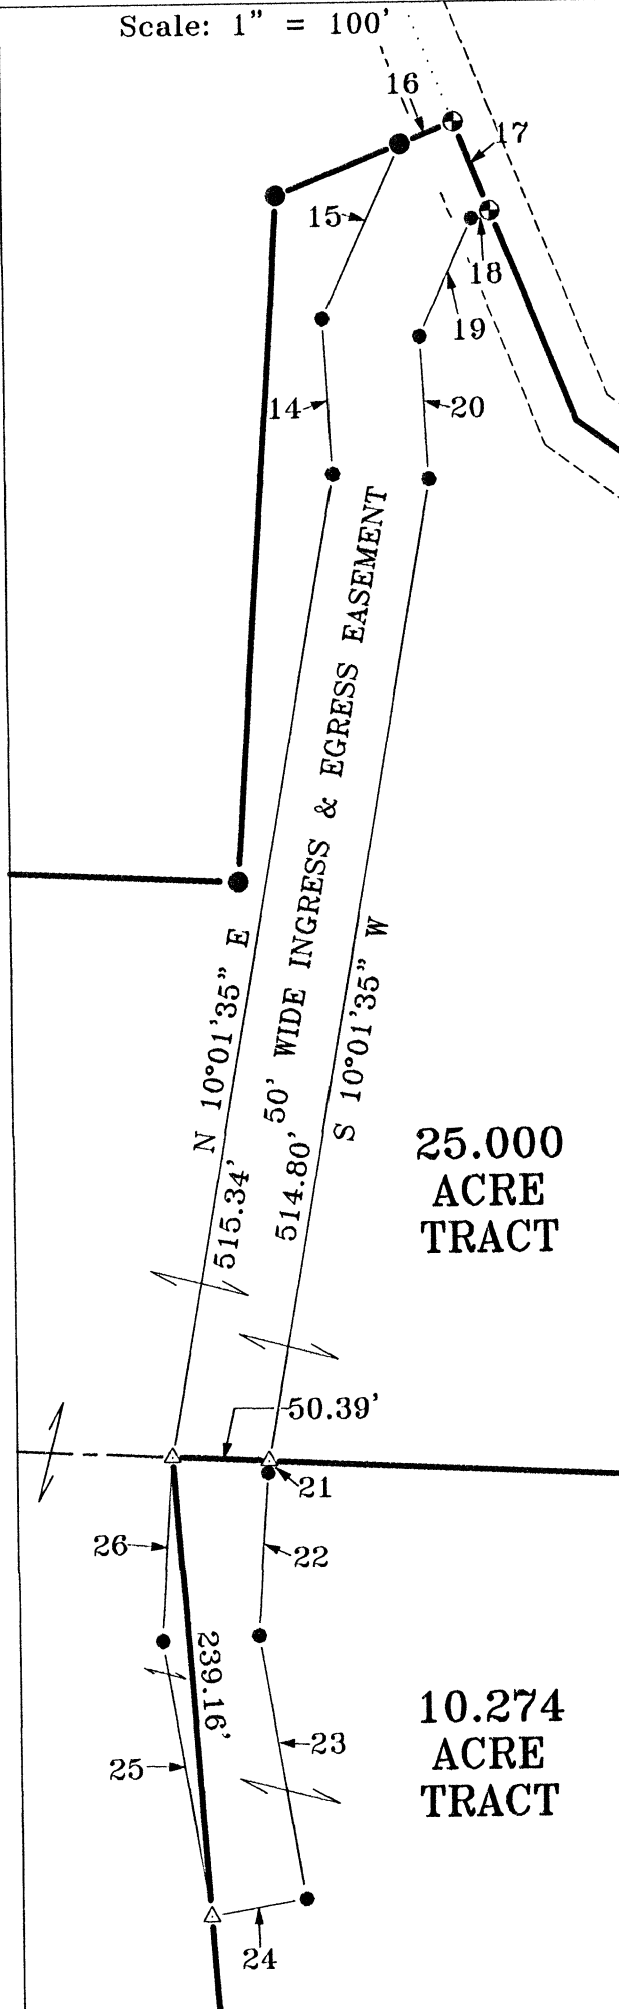 Scale: 1" = 100'
16
17
15
18
19
14
20
50' WIDE INGRESS & EGRESS EASEMENT
N 10°01'35" E
515.34'
S 10°01'35" W
514.80'
25.000
ACRE
TRACT
50.39'
21
26
22
239.16'
10.274
ACRE
TRACT
23
25
24